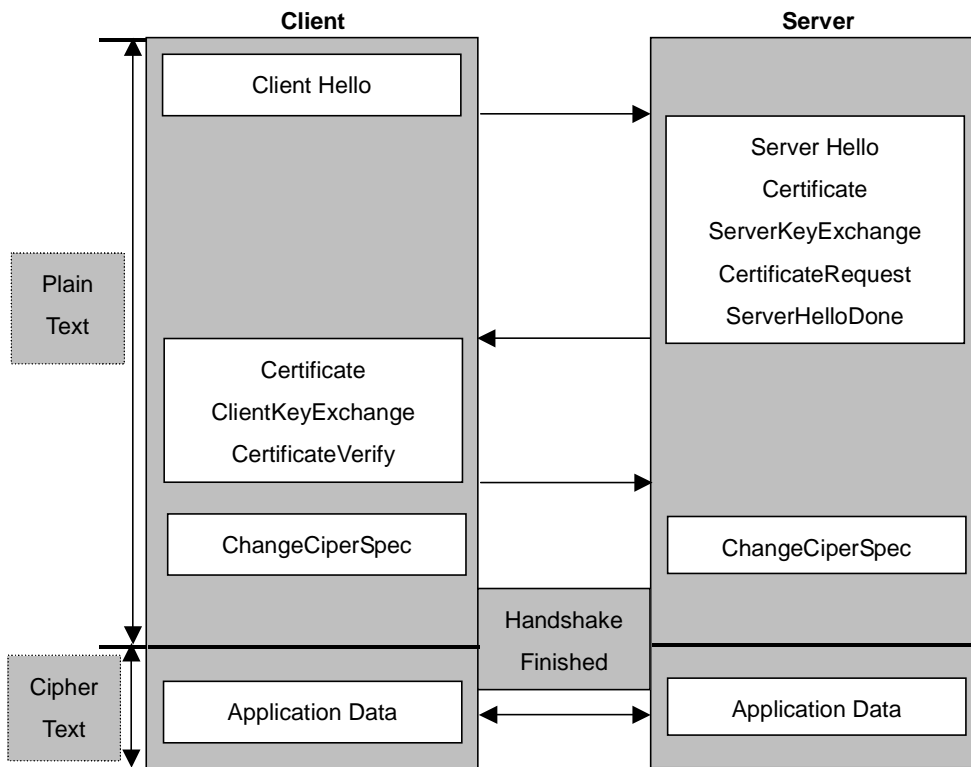 Client
Server
Client Hello
Server Hello
Certificate
ServerKeyExchange
CertificateRequest
ServerHelloDone
Plain
Text
Certificate
ClientKeyExchange
CertificateVerify
ChangeCiperSpec
ChangeCiperSpec
Handshake
Finished
Cipher
Text
Application Data
Application Data